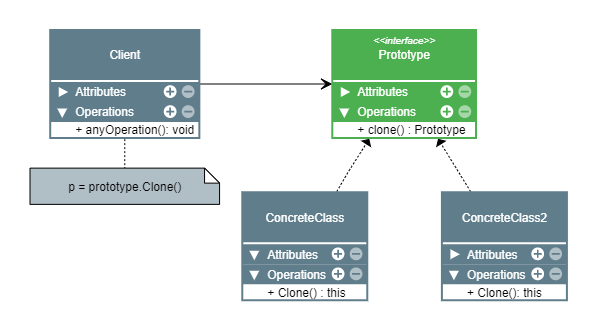 Client
Attributes
Operations
+ anyOperation(): void
p = prototype.Clone()
<<interface>>
Prototype
Attributes
Operations
+ clone() : Prototype
ConcreteClass
Attributes
Operations
+ Clone() : this
ConcreteClass2
Attributes
Operations
+ Clone(): this